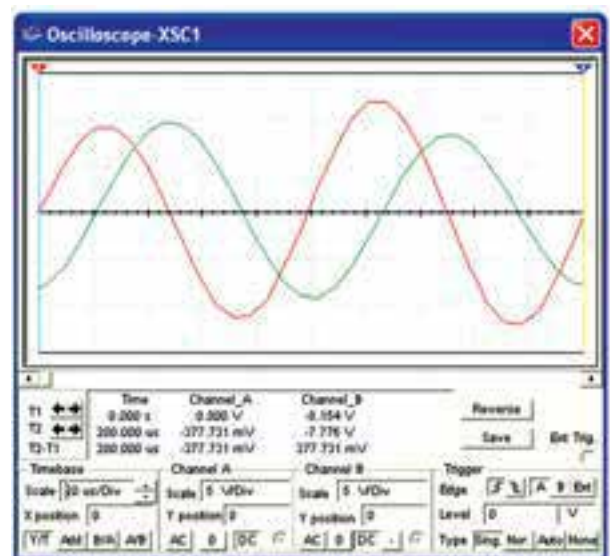 Oscilloscope-XSC1
Time Channel_A Channel_B
T1 0.000 s 0.000 V -8.154 V
T2 200.000 us -377.731 mV -7.776 V
T2-T1 200.000 us -377.731 mV 377.731 mV
Reverse
Save
Ext Trig.
Timebase
Scale 20 us/Div
X position 0
Y/T Add B/A A/B
Channel A
Scale 5 V/Div
Y position 0
AC 0 DC
Channel B
Scale 5 V/Div
Y position 0
AC 0 DC -
Trigger
Edge A B Ext
Level 0 V
Type Sing. Nor. Auto None